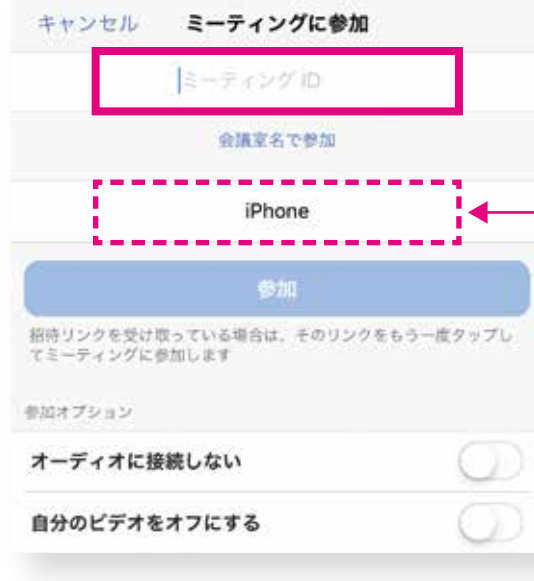 キャンセル ミーティングに参加
ミーティング ID
会議室名で参加
iPhone
参加
招待リンクを受け取っている場合は、そのリンクをもう一度タップし
てミーティングに参加します
参加オプション
オーディオに接続しない
自分のビデオをオフにする